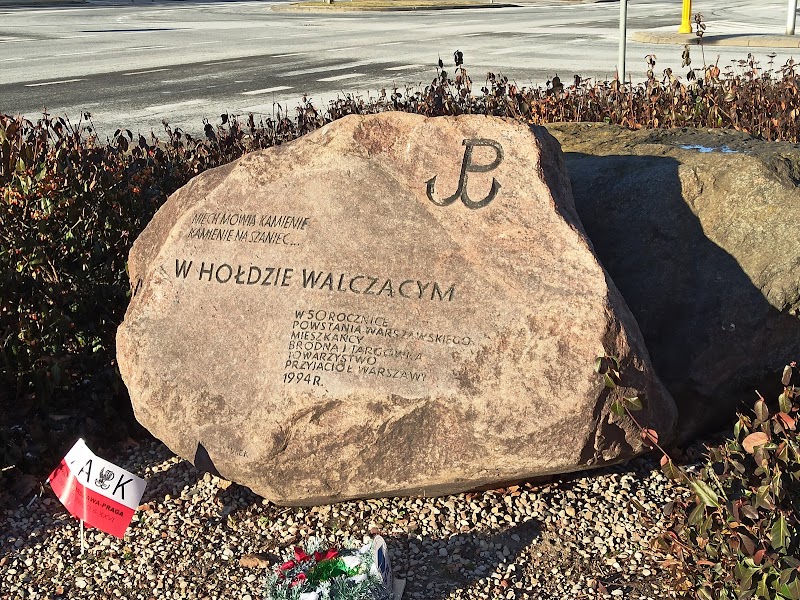 NIECH MÓWIĄ KAMIENIE,
KAMIENIE NA SZANIEC...
W HOŁDZIE WALCZĄCYM
W 50 ROCZNICĘ
POWSTANIA WARSZAWSKIEGO
MIESZKAŃCY
BRÓDNA I TARGÓWKA
TOWARZYSTWO
PRZYJACIÓŁ WARSZAWY
1994 R.
A K